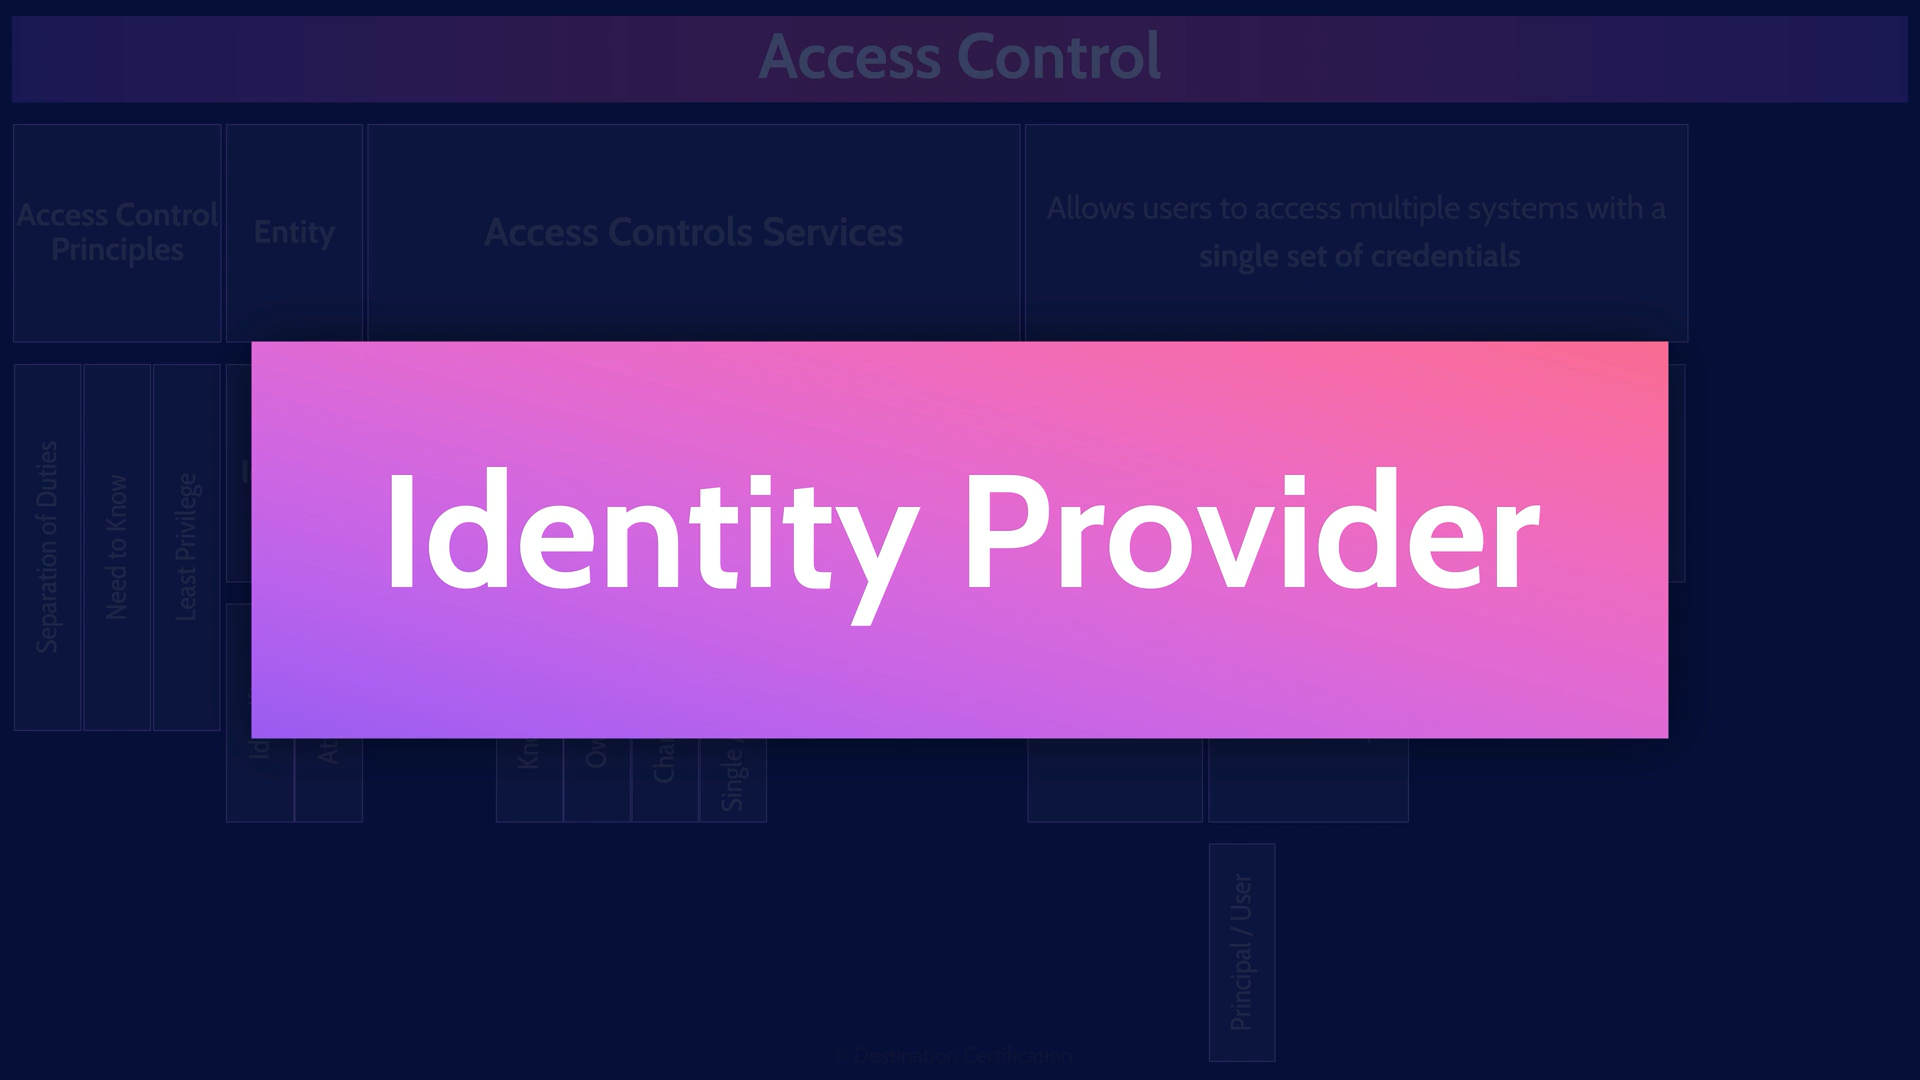 Access Control
Access Control
Principles
Entity
Access Controls Services
Allows users to access multiple systems with a
single set of credentials
Identity Provider
Separation of Duties
Need to Know
Least Privilege
Principal / User
© Destination Certification